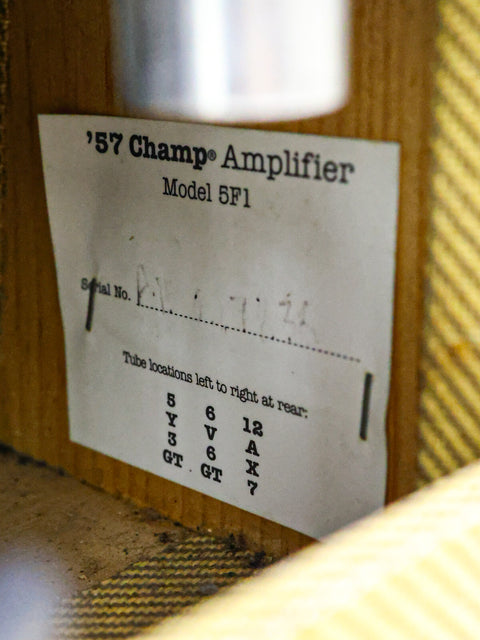 ’57 Champ® Amplifier
Model 5F1
Serial No.
Tube locations left to right at rear:
5 6 12
Y V A
3 6 X
GT GT 7